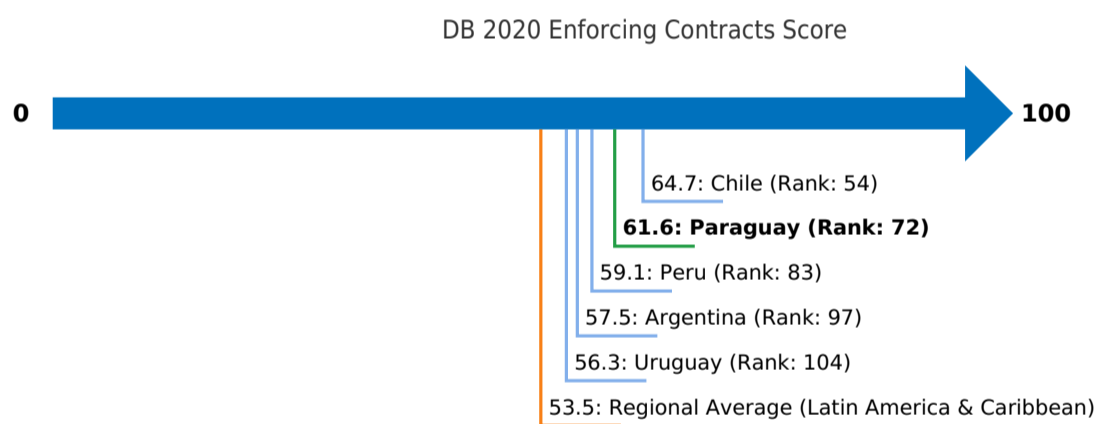 DB 2020 Enforcing Contracts Score
0
100
64.7: Chile (Rank: 54)
61.6: Paraguay (Rank: 72)
59.1: Peru (Rank: 83)
57.5: Argentina (Rank: 97)
56.3: Uruguay (Rank: 104)
53.5: Regional Average (Latin America & Caribbean)